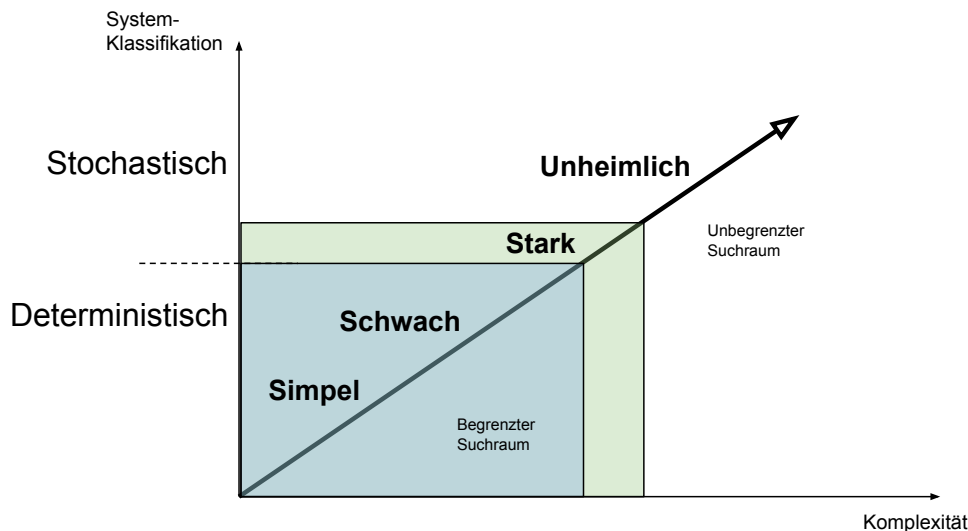 System-
Klassifikation
Stochastisch
Unheimlich
Unbegrenzter
Suchraum
Stark
Deterministisch
Schwach
Simpel
Begrenzter
Suchraum
Komplexität